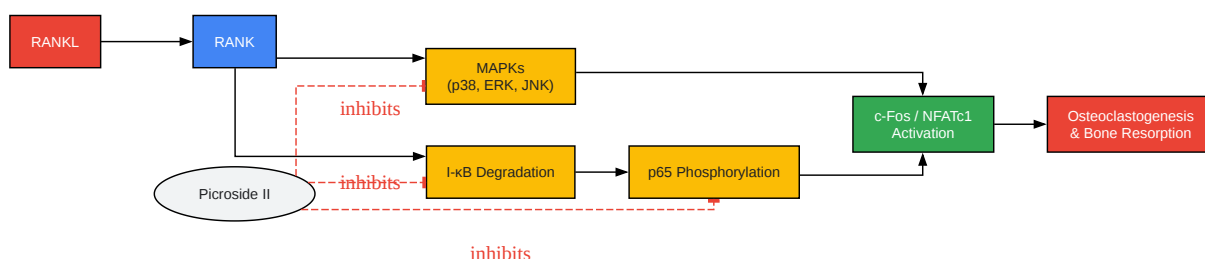 RANKL
RANK
MAPKs
(p38, ERK, JNK)
inhibits
c-Fos / NFATc1
Activation
Osteoclastogenesis
& Bone Resorption
I-κB Degradation
p65 Phosphorylation
inhibits
Picroside II
inhibits